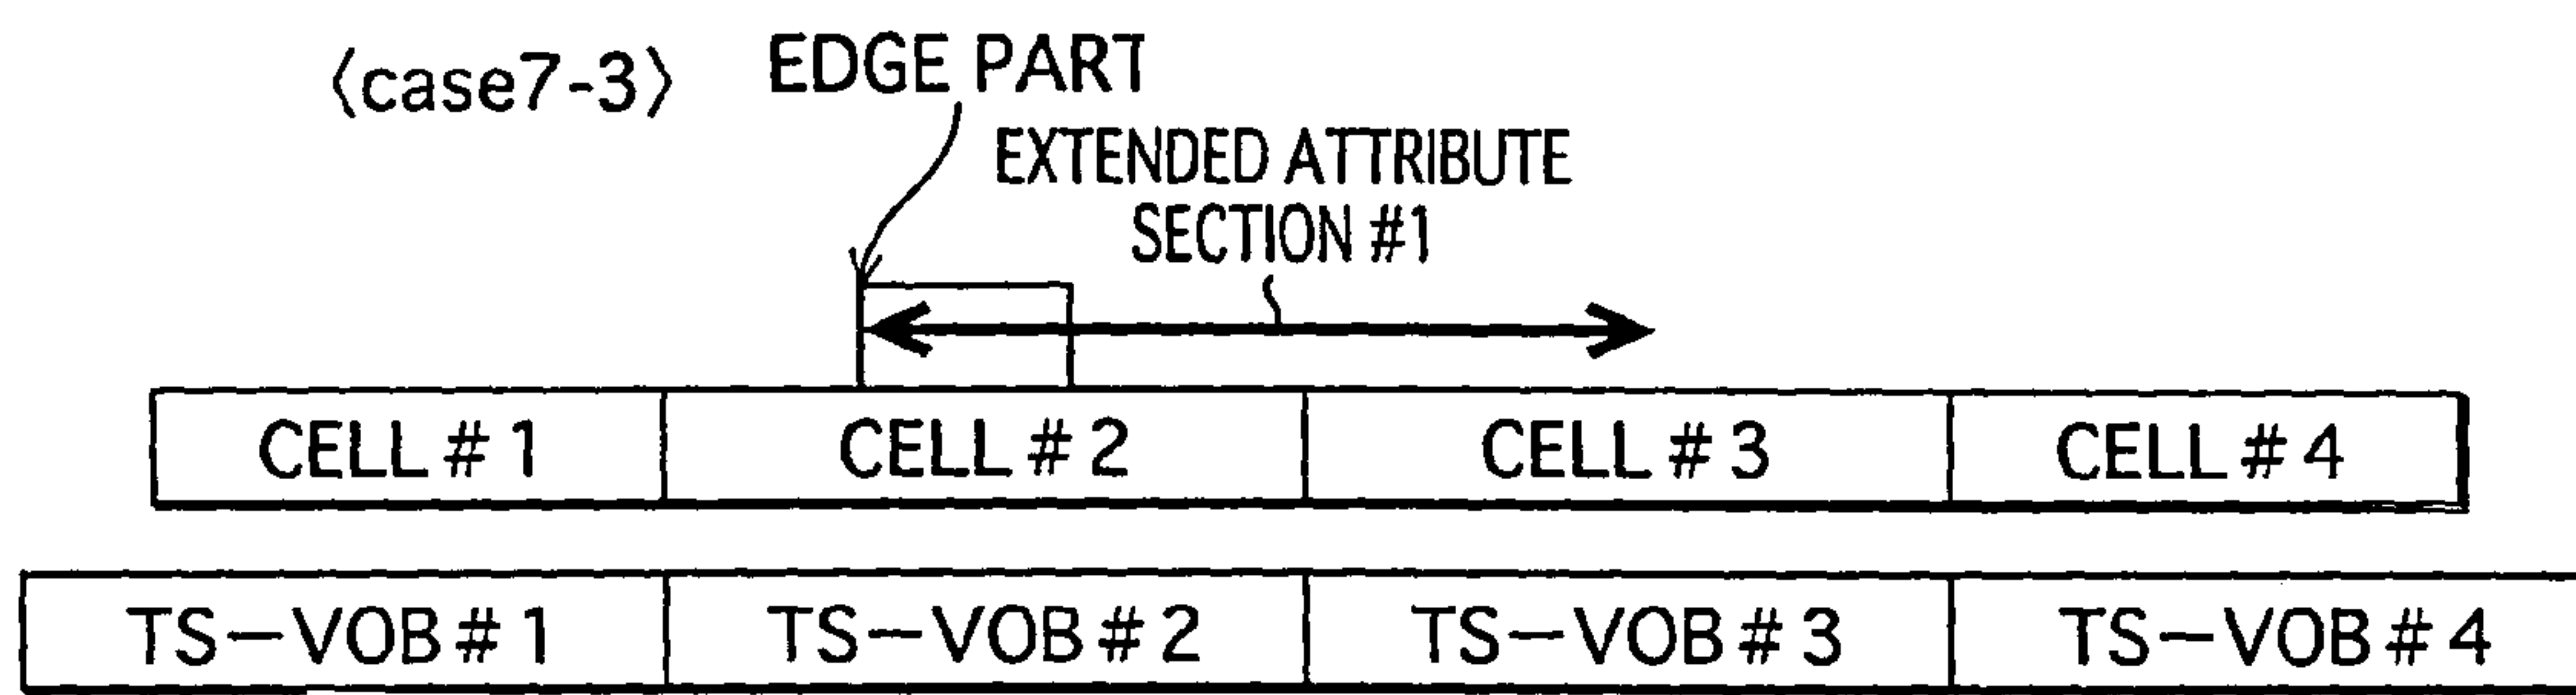 〈case7-3〉 EDGE PART
EXTENDED ATTRIBUTE
SECTION #1
CELL # 1 CELL # 2 CELL # 3 CELL # 4
TS-VOB # 1 TS-VOB # 2 TS-VOB # 3 TS-VOB # 4